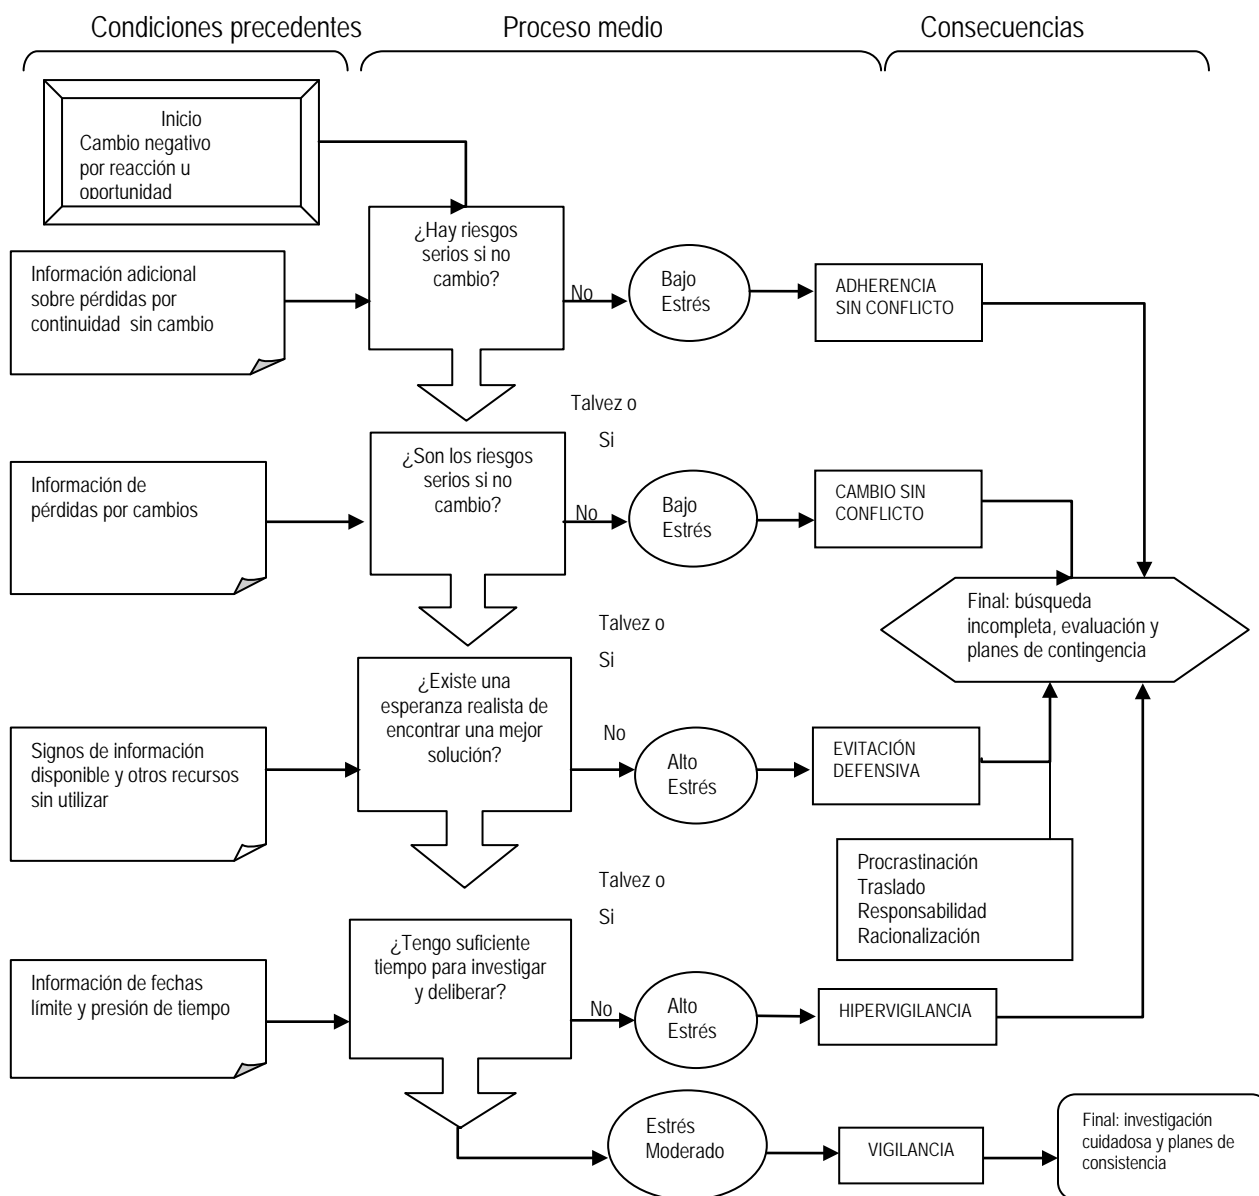 Condiciones precedentes
Proceso medio
Consecuencias
Inicio
Cambio negativo
por reacción u
oportunidad
¿Hay riesgos
serios si no
cambio?
Información adicional
sobre pérdidas por
continuidad sin cambio
No
Bajo
Estrés
ADHERENCIA
SIN CONFLICTO
Talvez o
Si
¿Son los riesgos
serios si no
cambio?
Información de
pérdidas por cambios
No
Bajo
Estrés
CAMBIO SIN
CONFLICTO
Final: búsqueda
incompleta, evaluación y
planes de contingencia
Talvez o
Si
¿Existe una
esperanza realista de
encontrar una mejor
solución?
Signos de información
disponible y otros recursos
sin utilizar
No
Alto
Estrés
EVITACIÓN
DEFENSIVA
Procrastinación
Traslado
Responsabilidad
Racionalización
Talvez o
Si
¿Tengo suficiente
tiempo para investigar
y deliberar?
Información de fechas
límite y presión de tiempo
No
Alto
Estrés
HIPERVIGILANCIA
Estrés
Moderado
VIGILANCIA
Final: investigación
cuidadosa y planes de
consistencia